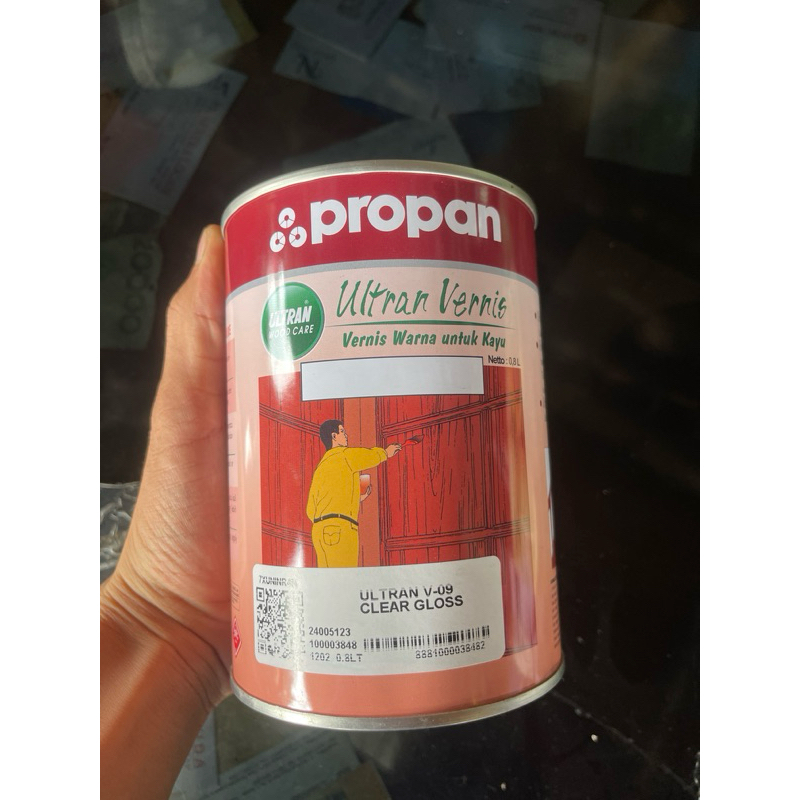 propan
Ultran Vernis
ULTRAN
WOOD CARE
Vernis Warna untuk Kayu
Netto : 0,8 L
ULTRAN V-09
CLEAR GLOSS
24005123
100003848
1202 0.8LT
8881000038482